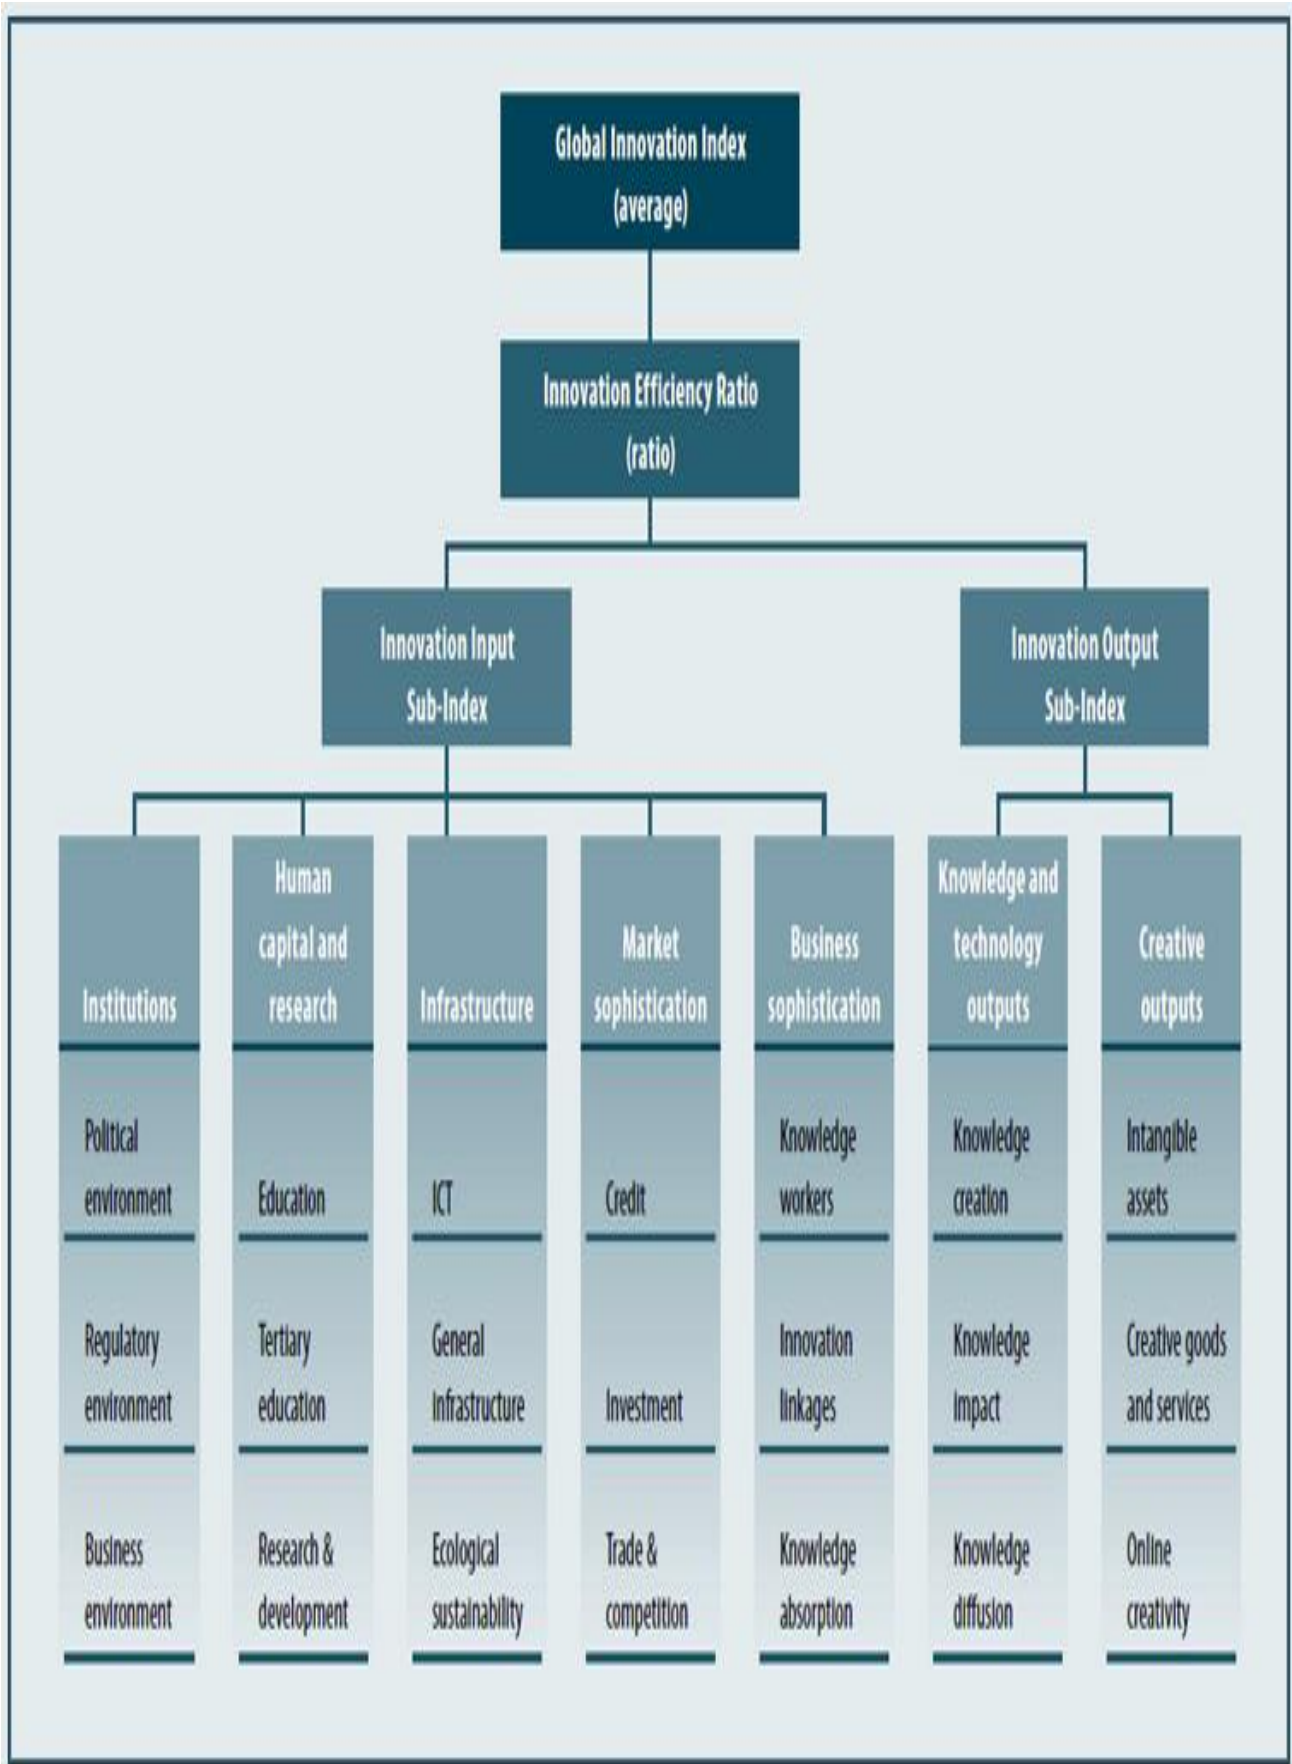 Global Innovation Index
(average)
Innovation Efficiency Ratio
(ratio)
Innovation Input
Sub-Index
Innovation Output
Sub-Index
Institutions
Human
capital and
research
Infrastructure
Market
sophistication
Business
sophistication
Knowledge and
technology
outputs
Creative
outputs
Political
environment
Education
ICT
Credit
Knowledge
workers
Knowledge
creation
Intangible
assets
Regulatory
environment
Tertiary
education
General
infrastructure
Investment
Innovation
linkages
Knowledge
impact
Creative goods
and services
Business
environment
Research &
development
Ecological
sustainability
Trade &
competition
Knowledge
absorption
Knowledge
diffusion
Online
creativity